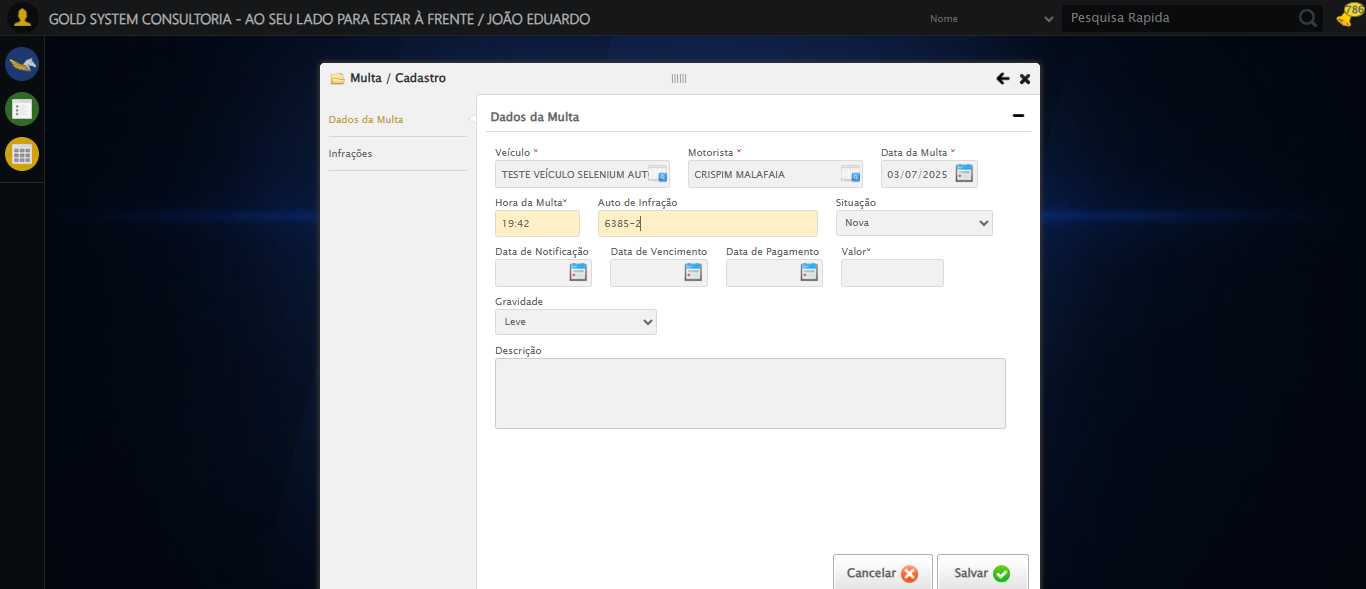 GOLD SYSTEM CONSULTORIA - AO SEU LADO PARA ESTAR À FRENTE / JOÃO EDUARDO
Nome
Pesquisa Rapida
786
Multa / Cadastro
Dados da Multa
Infrações
Dados da Multa
Veículo * Motorista * Data da Multa *
TESTE VEÍCULO SELENIUM AUT CRISPIM MALAFAIA 03/07/2025
Hora da Multa* Auto de Infração Situação
19:42 6385-2 Nova
Data de Notificação Data de Vencimento Data de Pagamento Valor*
Gravidade
Leve
Descrição
Cancelar Salvar